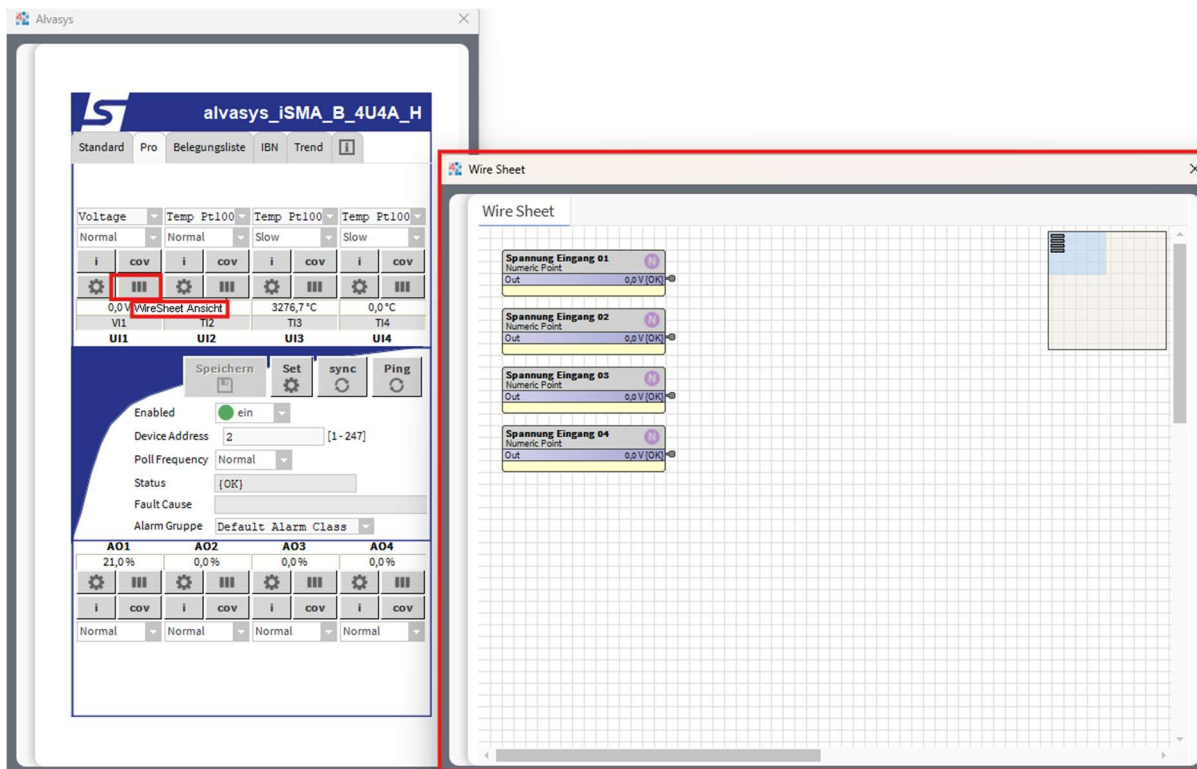 Alvasys
alvasys_iSMA_B_4U4A_H
Standard Pro Belegungsliste IBN Trend i
Voltage Temp Pt100 Temp Pt100 Temp Pt100
Normal Normal Slow Slow
i cov i cov i cov i cov
0,0 V WireSheet Ansicht 3276,7 °C 0,0 °C
VI1 TI2 TI3 TI4
UI1 UI2 UI3 UI4
Speichern Set sync Ping
Enabled ein
Device Address 2 [1 - 247]
Poll Frequency Normal
Status {OK}
Fault Cause
Alarm Gruppe Default Alarm Class
AO1 AO2 AO3 AO4
21,0 % 0,0 % 0,0 % 0,0 %
i cov i cov i cov i cov
Normal Normal Normal Normal
Wire Sheet
Wire Sheet
Spannung Eingang 01
Numeric Point
N
Out 0,0 V {OK}
Spannung Eingang 02
Numeric Point
N
Out 0,0 V {OK}
Spannung Eingang 03
Numeric Point
N
Out 0,0 V {OK}
Spannung Eingang 04
Numeric Point
N
Out 0,0 V {OK}